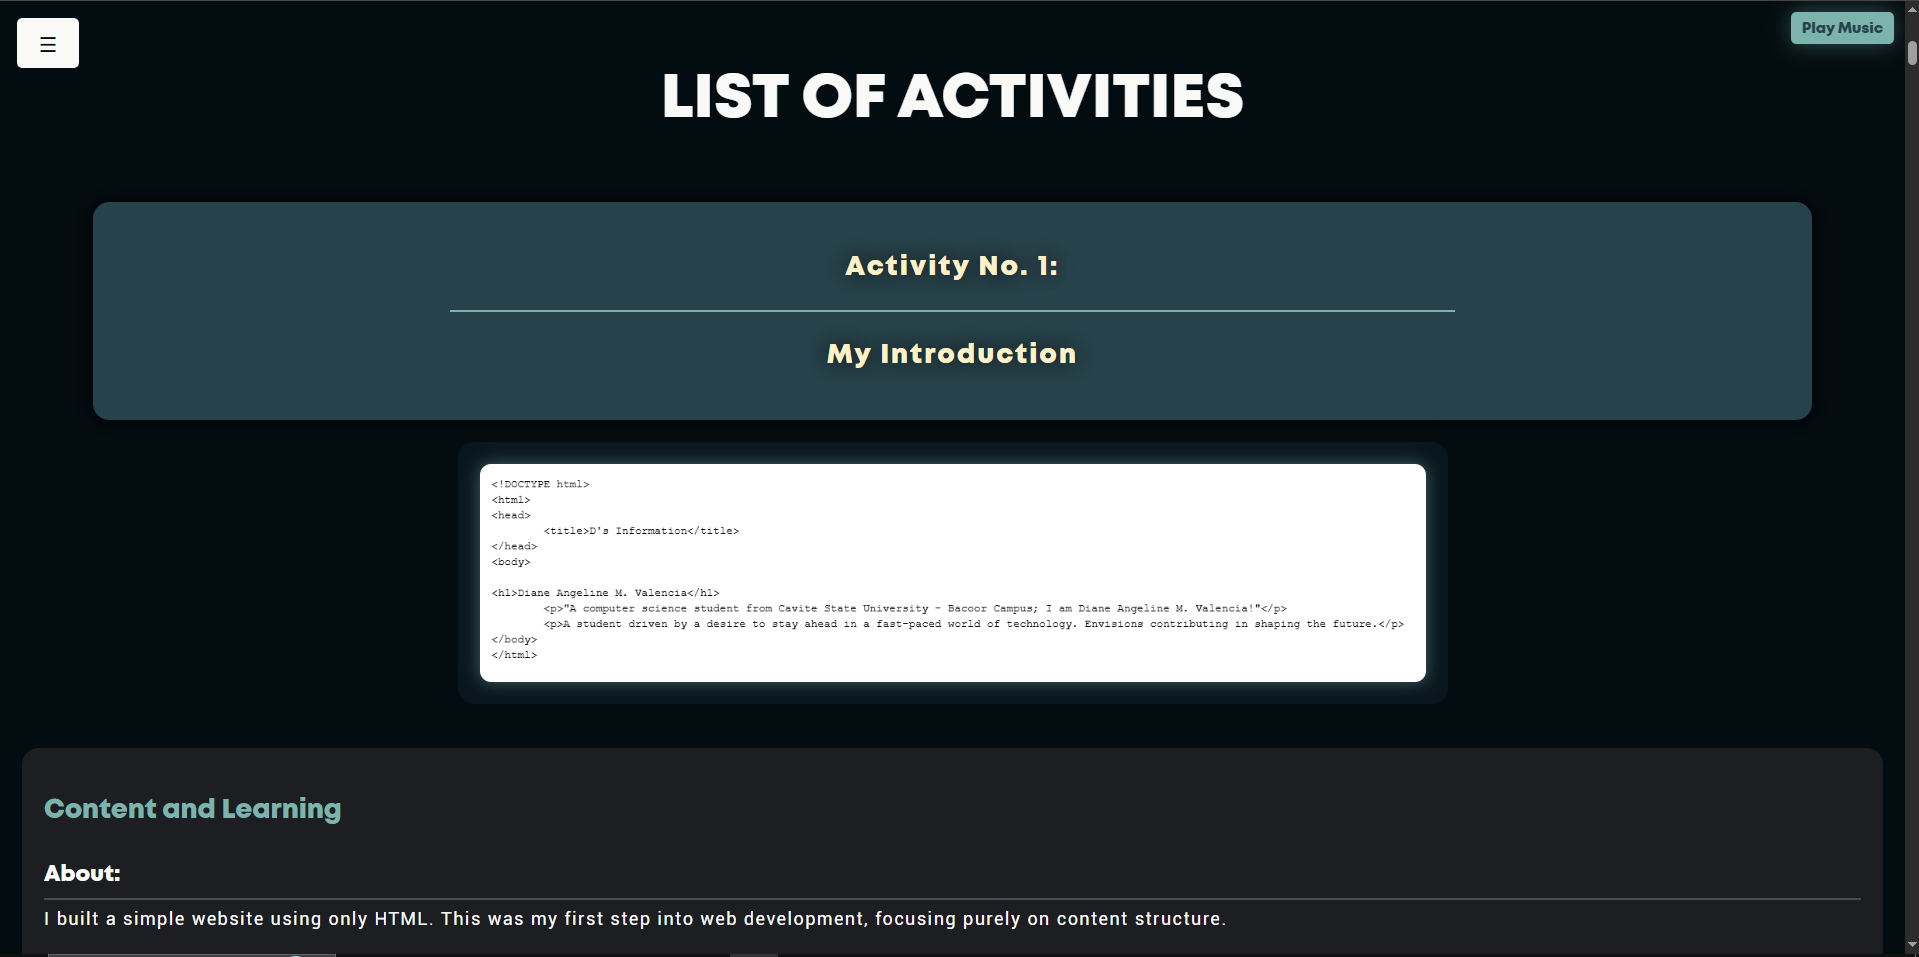 ☰
Play Music
LIST OF ACTIVITIES
Activity No. 1:
My Introduction
<!DOCTYPE html>
<html>
<head>
<title>D's Information</title>
</head>
<body>
<h1>Diane Angeline M. Valencia</h1>
<p>"A computer science student from Cavite State University - Bacoor Campus; I am Diane Angeline M. Valencia!"</p>
<p>A student driven by a desire to stay ahead in a fast-paced world of technology. Envisions contributing in shaping the future.</p>
</body>
</html>
Content and Learning
About:
I built a simple website using only HTML. This was my first step into web development, focusing purely on content structure.